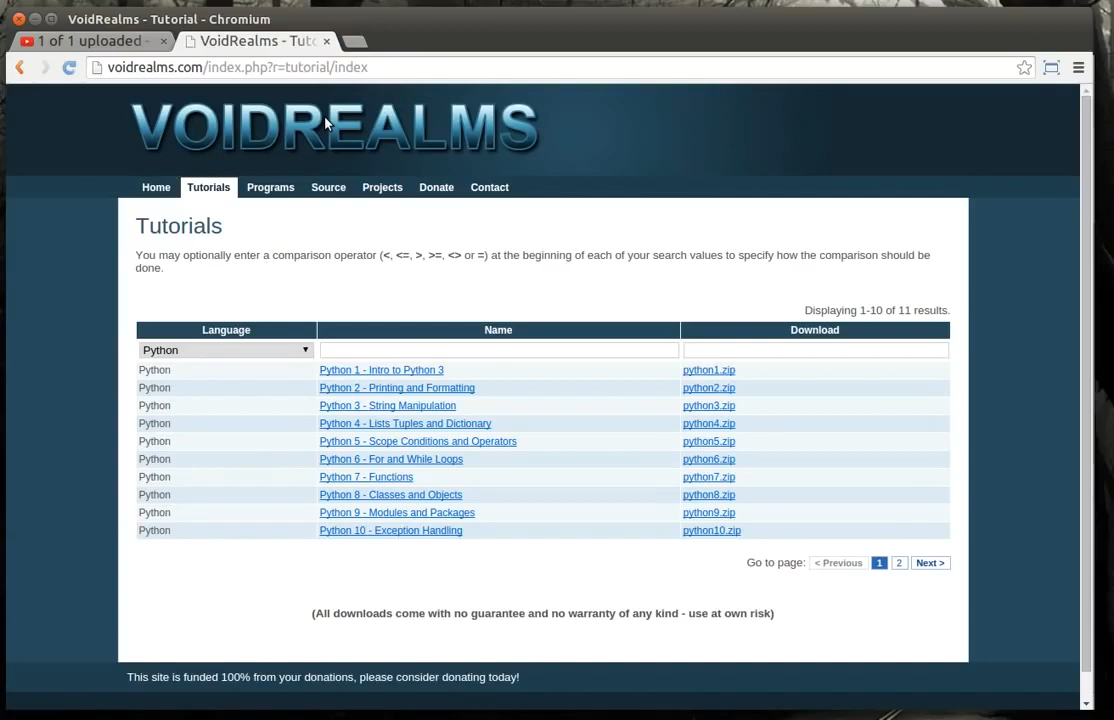 VoidRealms - Tutorial - Chromium
1 of 1 uploaded - × VoidRealms - Tuto ×
voidrealms.com/index.php?r=tutorial/index
VOIDREALMS
Home Tutorials Programs Source Projects Donate Contact
Tutorials
You may optionally enter a comparison operator (<, <=, >, >=, <> or =) at the beginning of each of your search values to specify how the comparison should be
done.
Displaying 1-10 of 11 results.
Language Name Download
Python
Python Python 1 - Intro to Python 3 python1.zip
Python Python 2 - Printing and Formatting python2.zip
Python Python 3 - String Manipulation python3.zip
Python Python 4 - Lists Tuples and Dictionary python4.zip
Python Python 5 - Scope Conditions and Operators python5.zip
Python Python 6 - For and While Loops python6.zip
Python Python 7 - Functions python7.zip
Python Python 8 - Classes and Objects python8.zip
Python Python 9 - Modules and Packages python9.zip
Python Python 10 - Exception Handling python10.zip
Go to page: < Previous 1 2 Next >
(All downloads come with no guarantee and no warranty of any kind - use at own risk)
This site is funded 100% from your donations, please consider donating today!